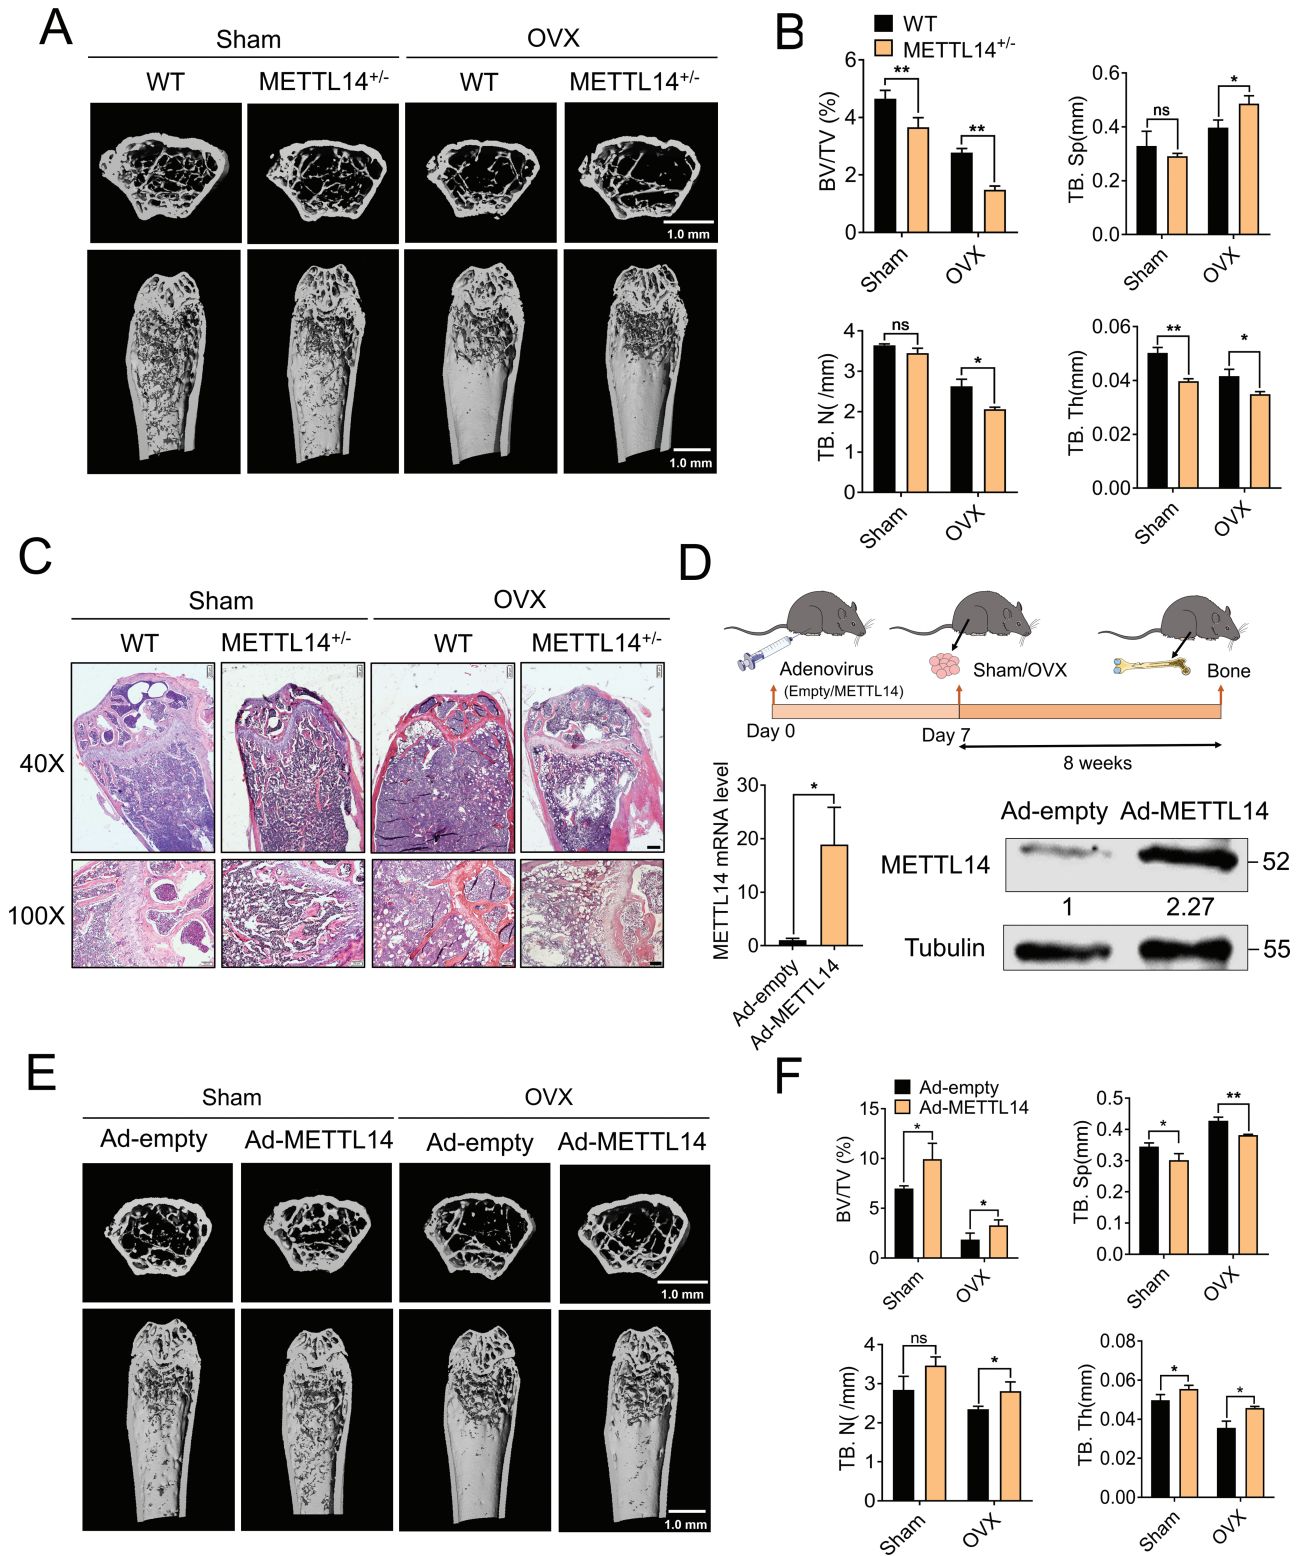 A
Sham
OVX
WT
METTL14+/-
WT
METTL14+/-
1.0 mm
1.0 mm
B
WT
METTL14+/-
BV/TV (%)
6
4
2
0
**
**
Sham
OVX
TB. Sp(mm)
0.6
0.4
0.2
0.0
ns
*
Sham
OVX
TB. N( /mm)
4
3
2
1
0
ns
*
Sham
OVX
TB. Th(mm)
0.06
0.04
0.02
0.00
**
*
Sham
OVX
C
Sham
OVX
WT
METTL14+/-
WT
METTL14+/-
40X
100X
D
Adenovirus
(Empty/METTL14)
Sham/OVX
Bone
Day 0
Day 7
8 weeks
METTL14 mRNA level
30
20
10
0
*
Ad-empty
Ad-METTL14
Ad-empty
Ad-METTL14
METTL14
52
1
2.27
Tubulin
55
E
Sham
OVX
Ad-empty
Ad-METTL14
Ad-empty
Ad-METTL14
1.0 mm
1.0 mm
F
Ad-empty
Ad-METTL14
BV/TV (%)
15
10
5
0
*
*
Sham
OVX
TB. Sp(mm)
0.5
0.4
0.3
0.2
0.1
0.0
*
**
Sham
OVX
TB. N( /mm)
4
3
2
1
0
ns
*
Sham
OVX
TB. Th(mm)
0.08
0.06
0.04
0.02
0.00
*
*
Sham
OVX